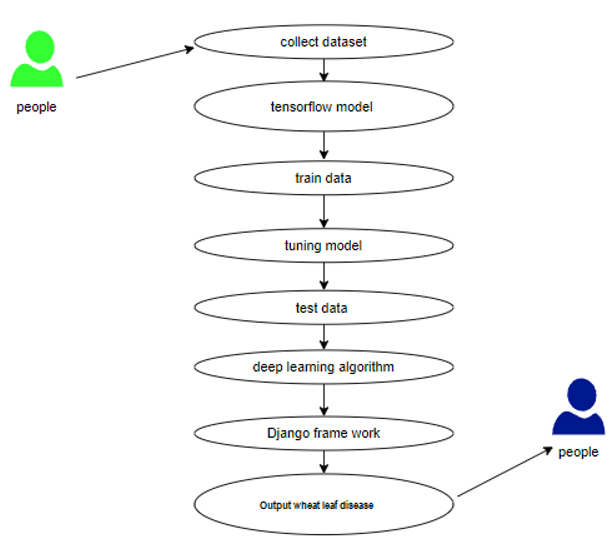 collect dataset
people
tensorflow model
train data
tuning model
test data
deep learning algorithm
Django frame work
people
Output wheat leaf disease